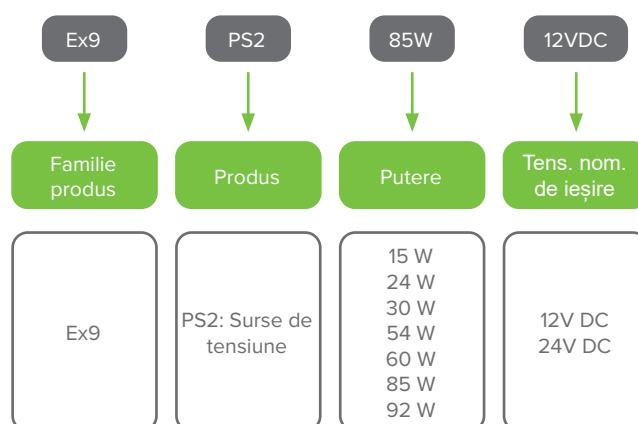 Ex9
PS2
85W
12VDC
Familie
produs
Produs
Putere
Tens. nom.
de ieșire
Ex9
PS2: Surse de
tensiune
15 W
24 W
30 W
54 W
60 W
85 W
92 W
12V DC
24V DC